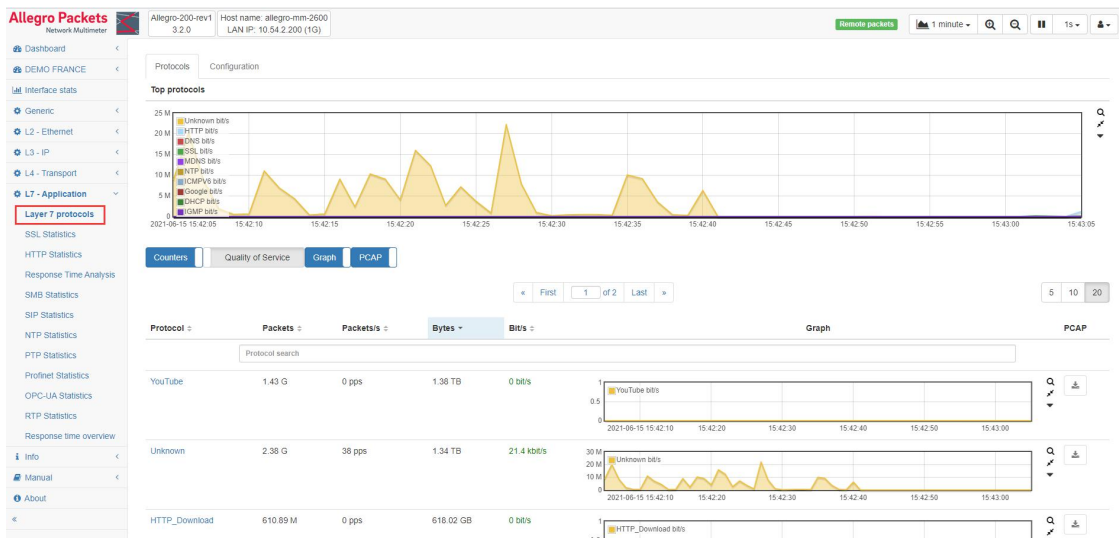 Allegro Packets
Network Multimeter
Allegro-200-rev1
3.2.0
Host name: allegro-mm-2600
LAN IP: 10.54.2.200 (1G)
Remote packets
1 minute
1s
Dashboard
DEMO FRANCE
Interface stats
Generic
L2 - Ethernet
L3 - IP
L4 - Transport
L7 - Application
Layer 7 protocols
SSL Statistics
HTTP Statistics
Response Time Analysis
SMB Statistics
SIP Statistics
NTP Statistics
PTP Statistics
Profinet Statistics
OPC-UA Statistics
RTP Statistics
Response time overview
Info
Manual
About
«
Protocols Configuration
Top protocols
25 M
20 M
15 M
10 M
5 M
0
Unknown bit/s
HTTP bit/s
DNS bit/s
SSL bit/s
MDNS bit/s
NTP bit/s
ICMPV6 bit/s
Google bit/s
DHCP bit/s
IGMP bit/s
2021-06-15 15:42:05 15:42:10 15:42:15 15:42:20 15:42:25 15:42:30 15:42:35 15:42:40 15:42:45 15:42:50 15:42:55 15:43:00 15:43:05
Counters Quality of Service Graph PCAP
« First 1 of 2 Last »
5 10 20
Protocol Packets Packets/s Bytes Bit/s Graph PCAP
Protocol search
YouTube 1.43 G 0 pps 1.38 TB 0 bit/s
1
0.5
0
YouTube bit/s
2021-06-15 15:42:10 15:42:20 15:42:30 15:42:40 15:42:50 15:43:00
Unknown 2.38 G 38 pps 1.34 TB 21.4 kbit/s
30 M
20 M
10 M
0
Unknown bit/s
2021-06-15 15:42:10 15:42:20 15:42:30 15:42:40 15:42:50 15:43:00
HTTP_Download 610.89 M 0 pps 618.02 GB 0 bit/s
1
HTTP_Download bit/s